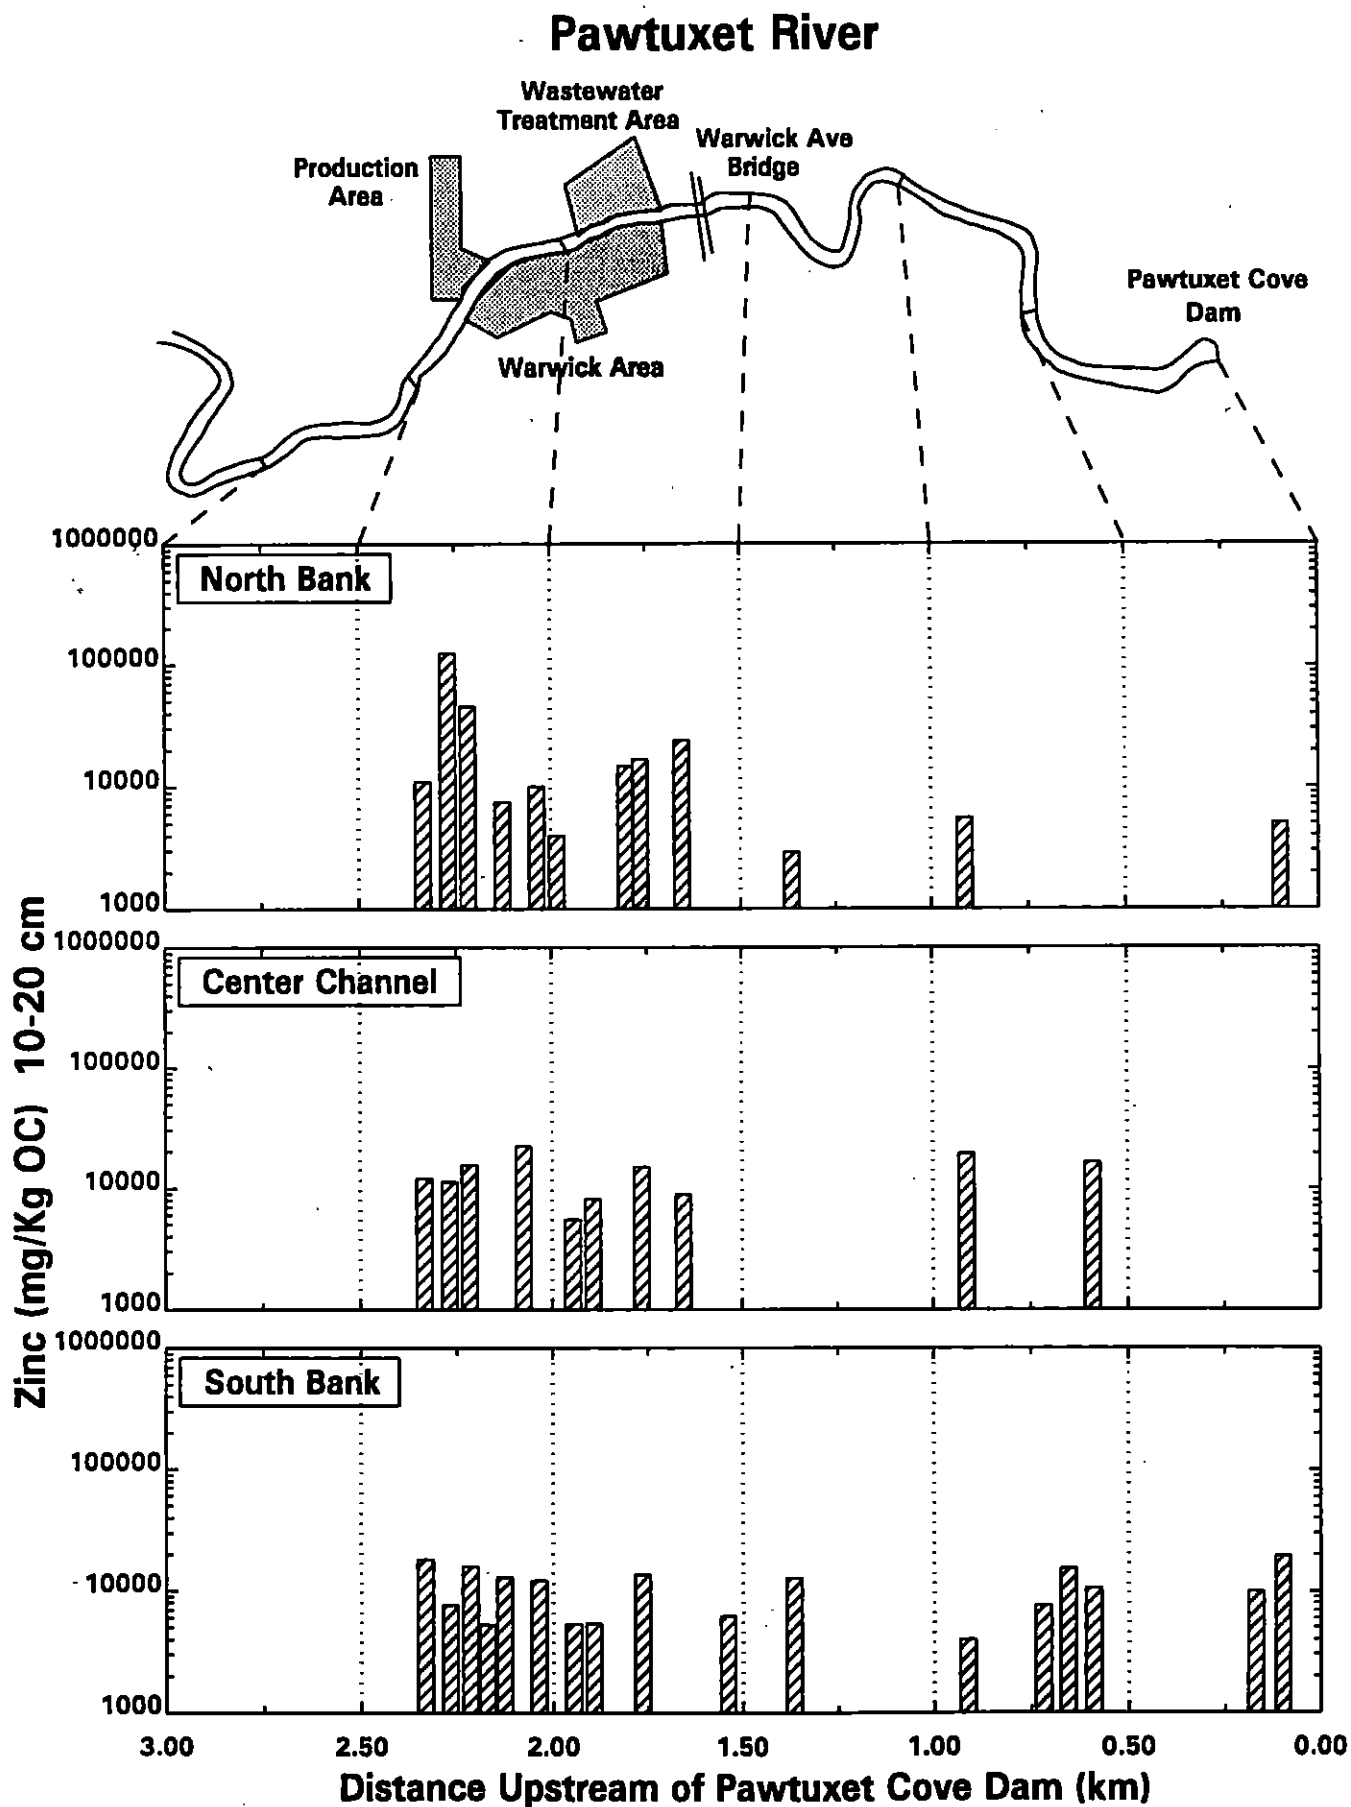 Pawtuxet River
Wastewater
Treatment Area
Warwick Ave
Bridge
Production
Area
Pawtuxet Cove
Dam
Warwick Area
Zinc (mg/Kg OC) 10-20 cm
1000000
North Bank
100000
10000
1000
1000000
Center Channel
100000
10000
1000
1000000
South Bank
100000
10000
1000
3.00 2.50 2.00 1.50 1.00 0.50 0.00
Distance Upstream of Pawtuxet Cove Dam (km)